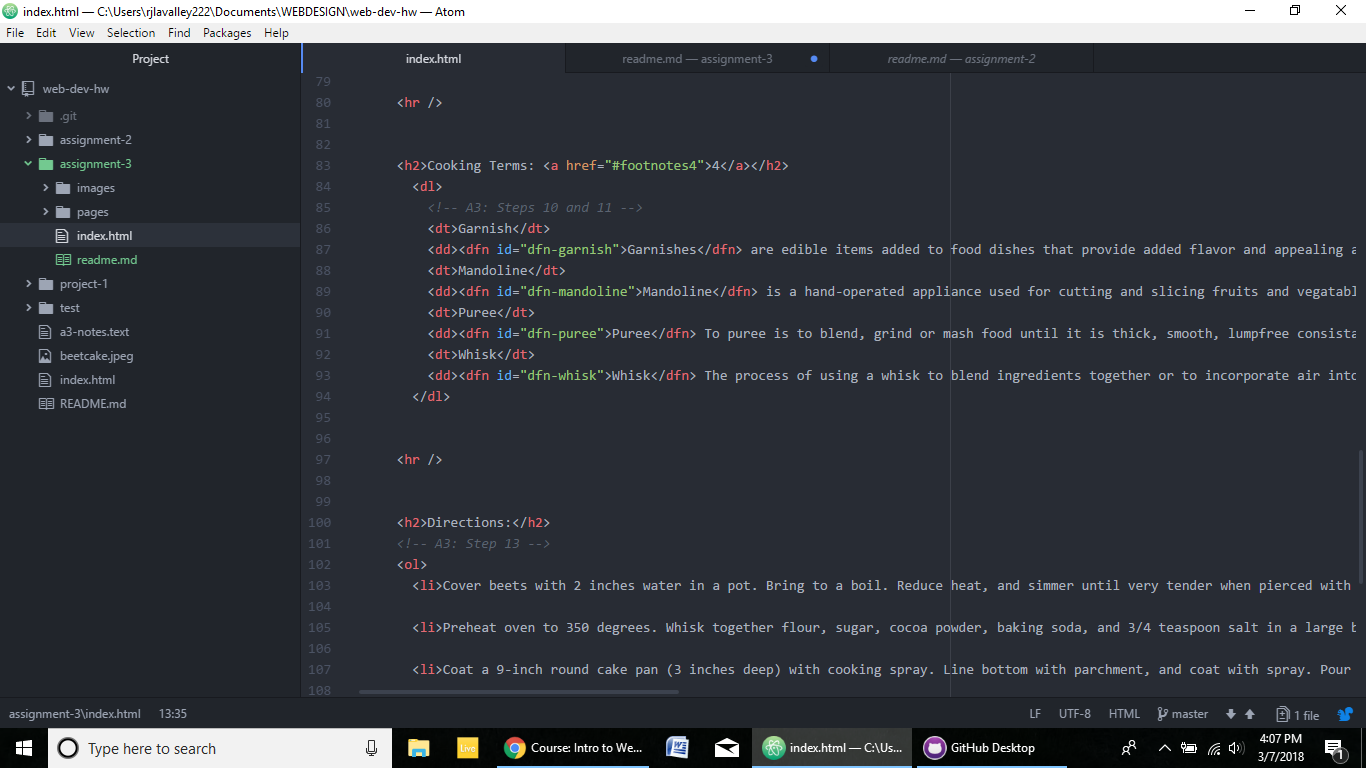 index.html — C:\Users\rjlavalley222\Documents\WEBDESIGN\web-dev-hw — Atom
File Edit View Selection Find Packages Help
Project
index.html
readme.md — assignment-3
readme.md — assignment-2
web-dev-hw
.git
assignment-2
assignment-3
images
pages
index.html
readme.md
project-1
test
a3-notes.text
beetcake.jpeg
index.html
README.md
79
80 <hr />
81
82
83 <h2>Cooking Terms: <a href="#footnotes4">4</a></h2>
84 <dl>
85 <!-- A3: Steps 10 and 11 -->
86 <dt>Garnish</dt>
87 <dd><dfn id="dfn-garnish">Garnishes</dfn> are edible items added to food dishes that provide added flavor and appealing a
88 <dt>Mandoline</dt>
89 <dd><dfn id="dfn-mandoline">Mandoline</dfn> is a hand-operated appliance used for cutting and slicing fruits and vegatabl
90 <dt>Puree</dt>
91 <dd><dfn id="dfn-puree">Puree</dfn> To puree is to blend, grind or mash food until it is thick, smooth, lumpfree consista
92 <dt>Whisk</dt>
93 <dd><dfn id="dfn-whisk">Whisk</dfn> The process of using a whisk to blend ingredients together or to incorporate air into
94 </dl>
95
96
97 <hr />
98
99
100 <h2>Directions:</h2>
101 <!-- A3: Step 13 -->
102 <ol>
103 <li>Cover beets with 2 inches water in a pot. Bring to a boil. Reduce heat, and simmer until very tender when pierced with
104
105 <li>Preheat oven to 350 degrees. Whisk together flour, sugar, cocoa powder, baking soda, and 3/4 teaspoon salt in a large b
106
107 <li>Coat a 9-inch round cake pan (3 inches deep) with cooking spray. Line bottom with parchment, and coat with spray. Pour
108
assignment-3\index.html 13:35 LF UTF-8 HTML master 1 file
Type here to search
Live
Course: Intro to We...
index.html — C:\Us...
GitHub Desktop
4:07 PM
3/7/2018
1